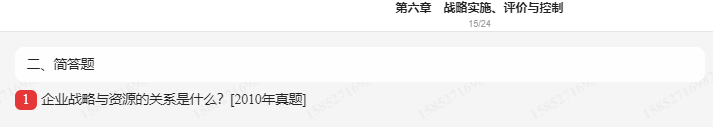 第六章 战略实施、评价与控制
15/24
二、简答题
1 企业战略与资源的关系是什么？[2010年真题]